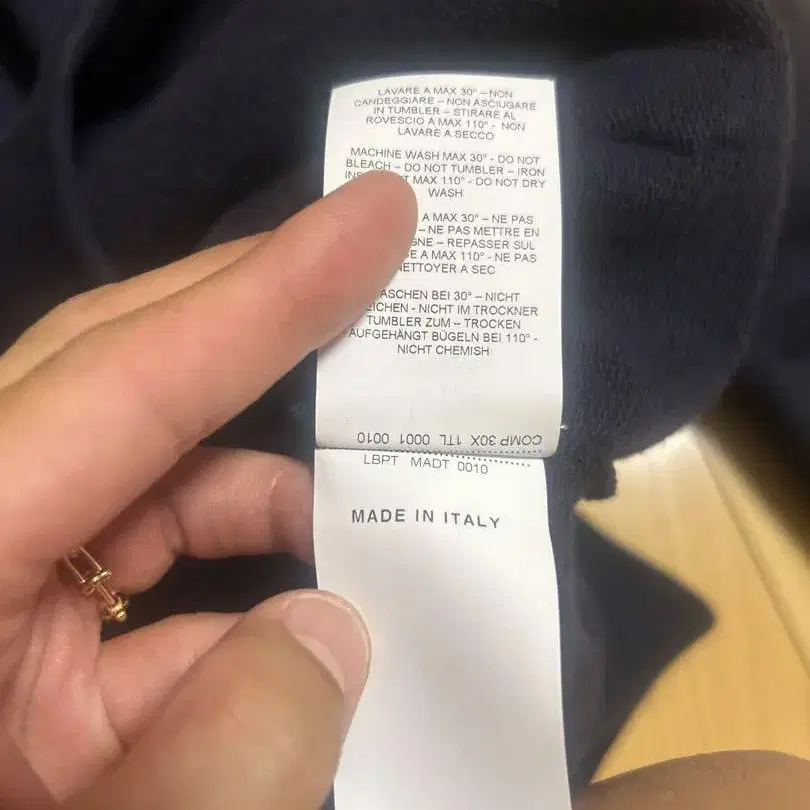 LAVARE A MAX 30° – NON
CANDEGGIARE – NON ASCIUGARE
IN TUMBLER – STIRARE AL
ROVESCIO A MAX 110° - NON
LAVARE A SECCO
MACHINE WASH MAX 30° - DO NOT
BLEACH – DO NOT TUMBLER – IRON
MAX 110° - DO NOT DRY
WASH
A MAX 30° – NE PAS
– NE PAS METTRE EN
– REPASSER SUL
A MAX 110° - NE PAS
NETTOYER A SEC
BEI 30° – NICHT
- NICHT IM TROCKNER
TUMBLER ZUM – TROCKEN
AUFGEHÄNGT BÜGELN BEI 110° -
NICHT CHEMISH
COMP 30X 1TL 0001 0010
LBPT MADT 0010
MADE IN ITALY